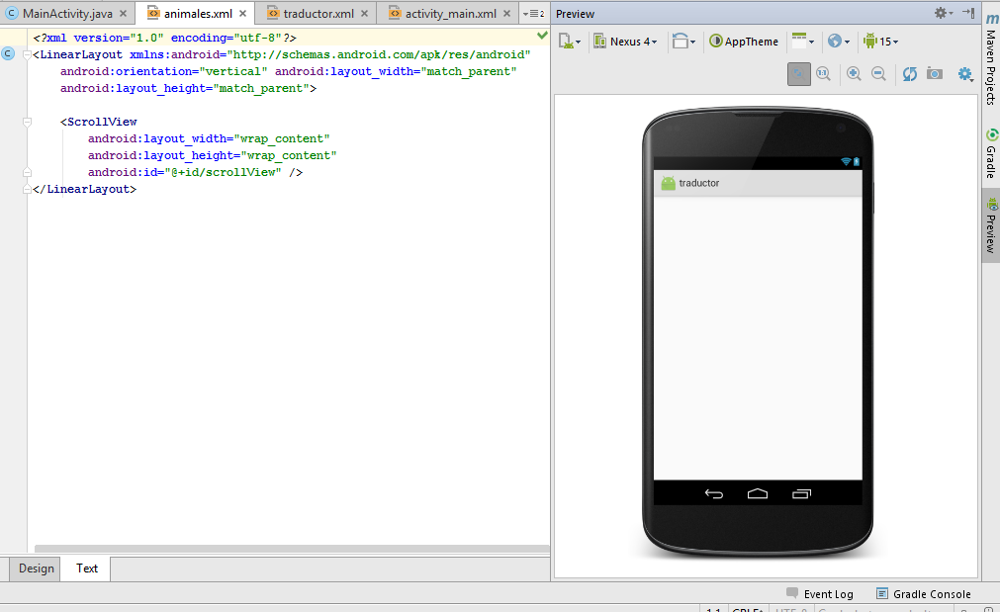 MainActivity.java
animales.xml
traductor.xml
activity_main.xml
2
Preview
<?xml version="1.0" encoding="utf-8"?>
<LinearLayout xmlns:android="http://schemas.android.com/apk/res/android"
android:orientation="vertical" android:layout_width="match_parent"
android:layout_height="match_parent">
<ScrollView
android:layout_width="wrap_content"
android:layout_height="wrap_content"
android:id="@+id/scrollView" />
</LinearLayout>
Design
Text
Nexus 4
AppTheme
15
1:1
traductor
Maven Projects
Gradle
Preview
Event Log
Gradle Console